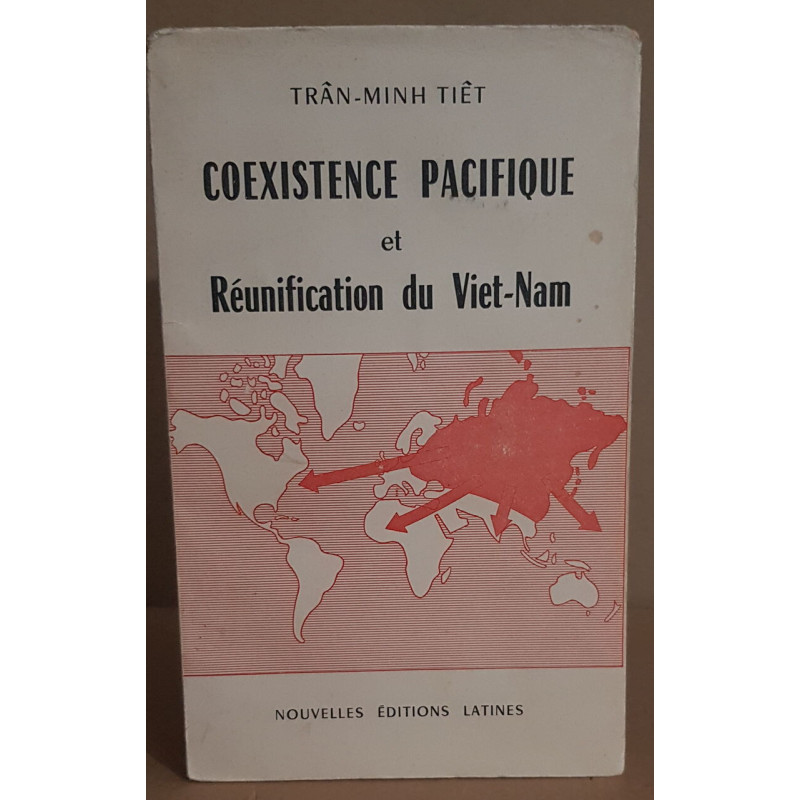 TRÂN-MINH TIÊT
COEXISTENCE PACIFIQUE
et
Réunification du Viet-Nam
NOUVELLES ÉDITIONS LATINES